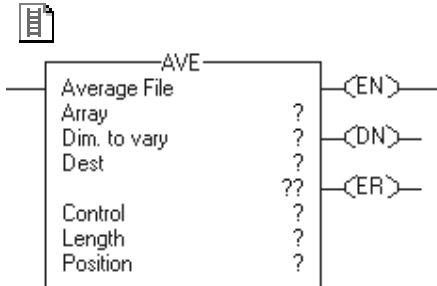 AVE
Average File
EN
Array ?
Dim. to vary ?
DN
Dest ?
??
ER
Control ?
Length ?
Position ?